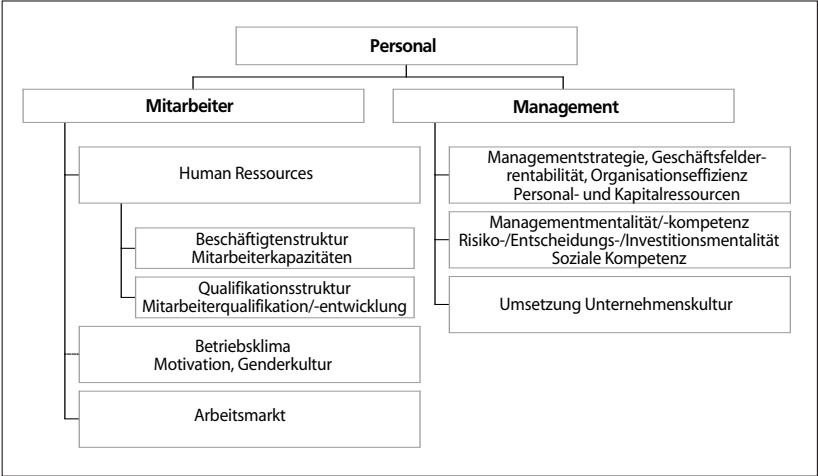 Personal
Mitarbeiter
Management
Human Ressources
Beschäftigtenstruktur
Mitarbeiterkapazitäten
Qualifikationsstruktur
Mitarbeiterqualifikation/-entwicklung
Betriebsklima
Motivation, Genderkultur
Arbeitsmarkt
Managementstrategie, Geschäftsfelder-
rentabilität, Organisationseffizienz
Personal- und Kapitalressourcen
Managementmentalität/-kompetenz
Risiko-/Entscheidungs-/Investitionsmentalität
Soziale Kompetenz
Umsetzung Unternehmenskultur